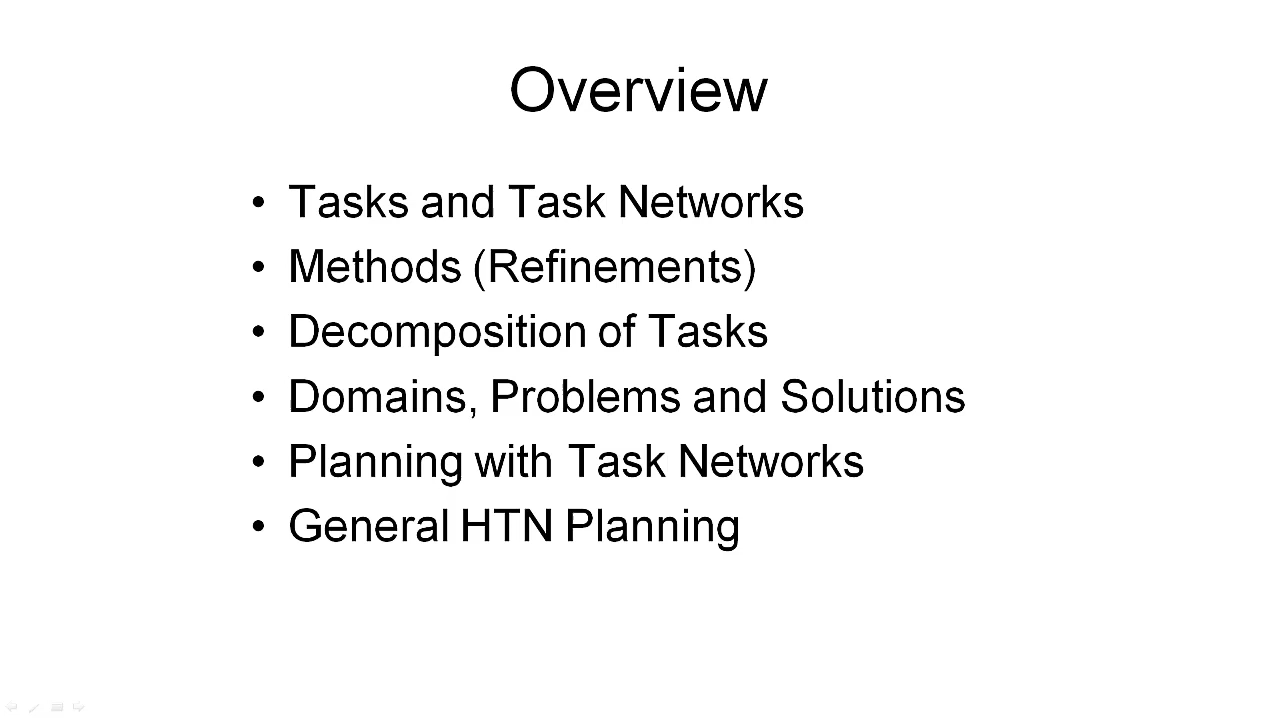 Overview
• Tasks and Task Networks
• Methods (Refinements)
• Decomposition of Tasks
• Domains, Problems and Solutions
• Planning with Task Networks
• General HTN Planning